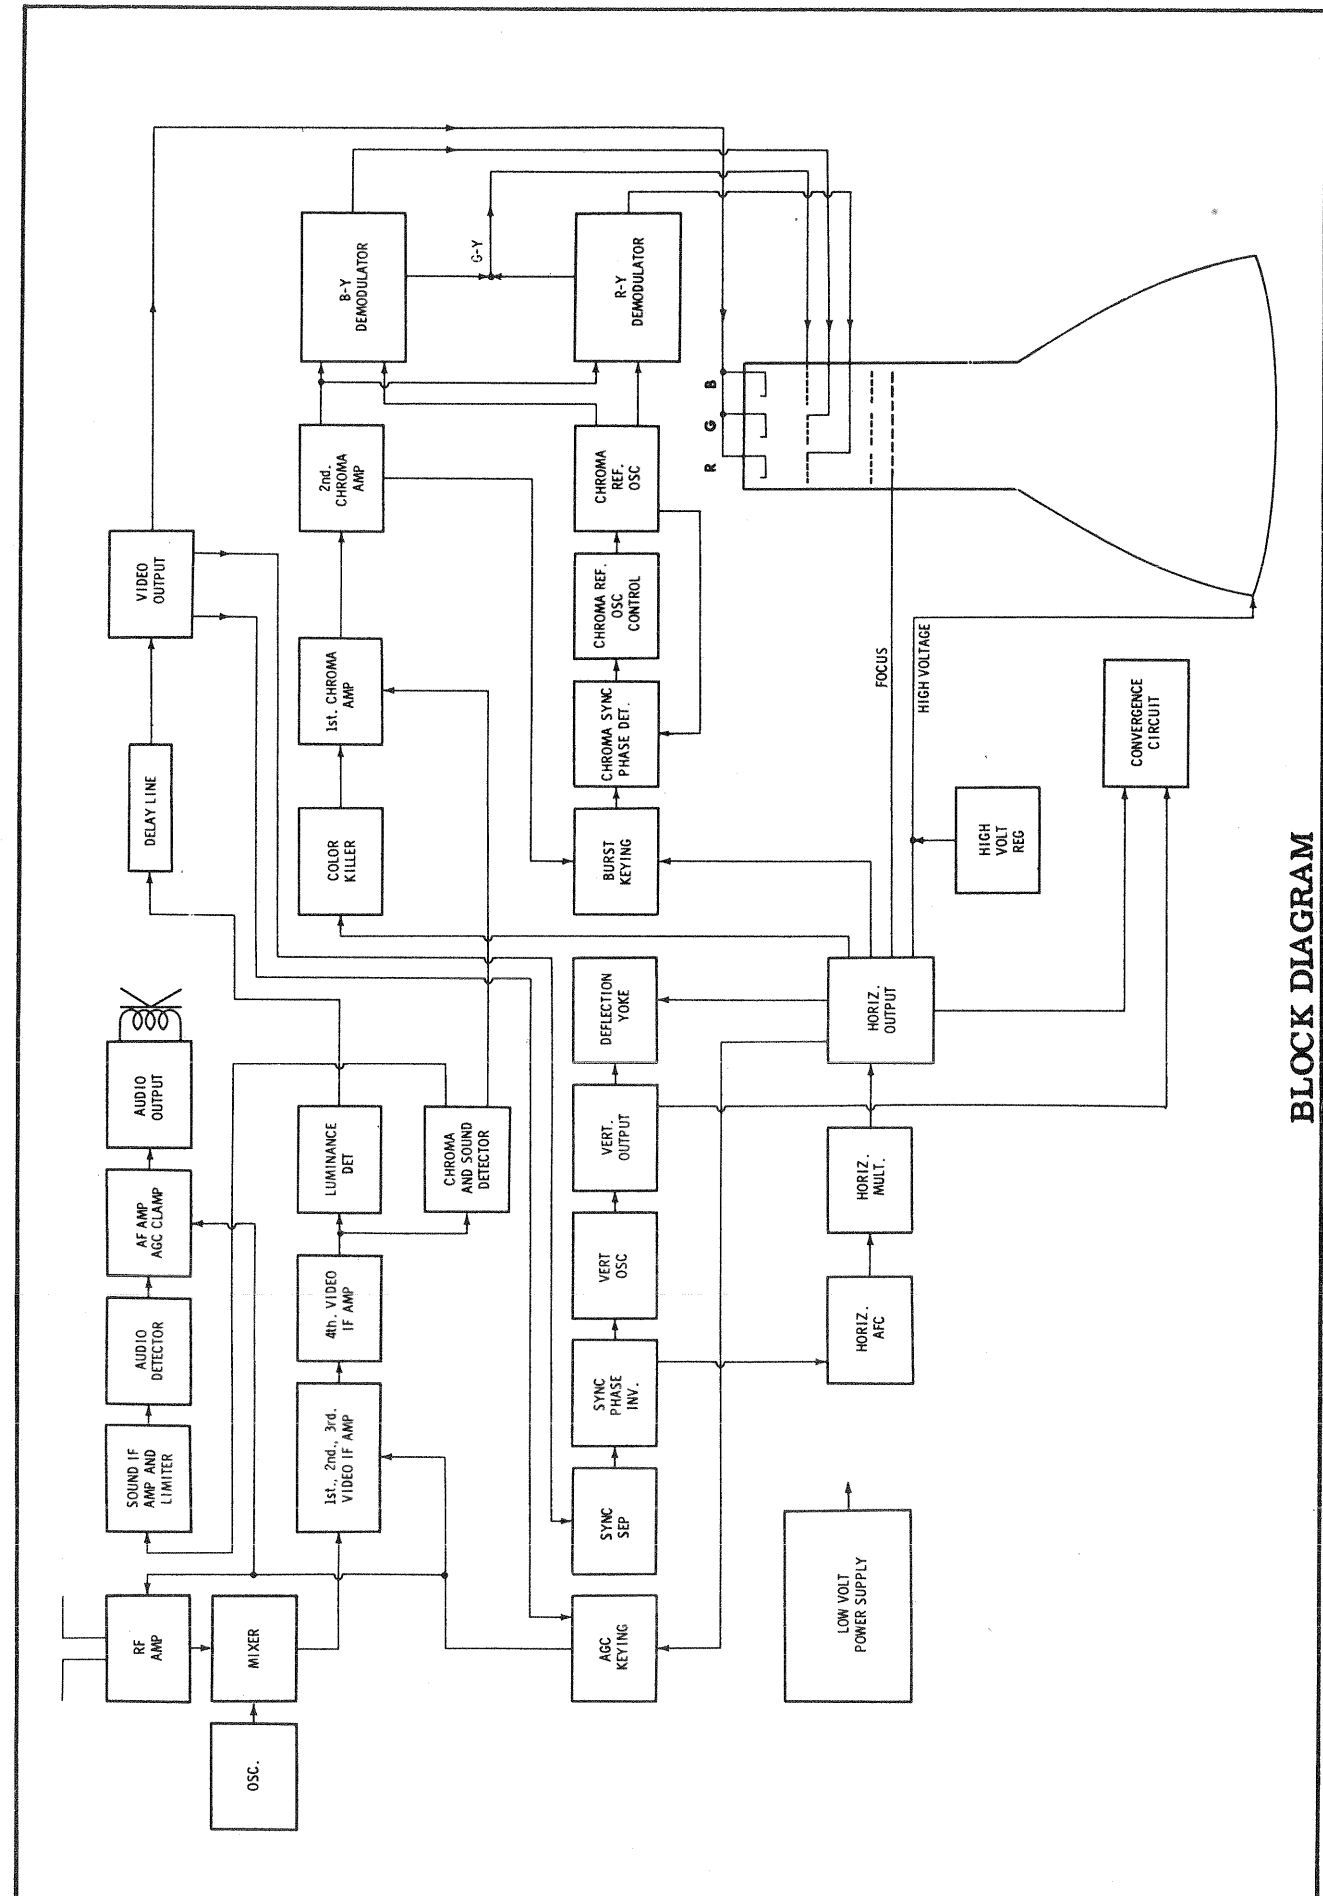 RF
AMP
SOUND IF
AMP AND
LIMITER
AUDIO
DETECTOR
AF AMP
AGC CLAMP
AUDIO
OUTPUT
DELAY LINE
VIDEO
OUTPUT
OSC.
MIXER
1st., 2nd., 3rd.
VIDEO IF AMP
4th. VIDEO
IF AMP
LUMINANCE
DET
CHROMA
AND SOUND
DETECTOR
COLOR
KILLER
1st. CHROMA
AMP
2nd.
CHROMA
AMP
B-Y
DEMODULATOR
G-Y
AGC
KEYING
SYNC
SEP
SYNC
PHASE
INV.
VERT
OSC
VERT.
OUTPUT
DEFLECTION
YOKE
BURST
KEYING
CHROMA SYNC
PHASE DET.
CHROMA REF.
OSC
CONTROL
CHROMA
REF.
OSC
R-Y
DEMODULATOR
R G B
LOW VOLT
POWER SUPPLY
HORIZ.
AFC
HORIZ.
MULT.
HORIZ.
OUTPUT
FOCUS
HIGH VOLTAGE
HIGH
VOLT
REG
CONVERGENCE
CIRCUIT
BLOCK DIAGRAM